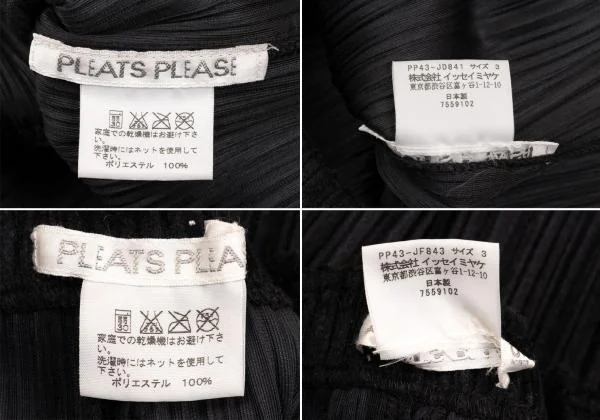 PLEATS PLEASE
家庭での乾燥機はお避け下さ
い。
洗濯時にはネットを使用して
下さい。
ポリエステル 100%
PP43-JD841 サイズ 3
株式会社 イッセイミヤケ
東京都渋谷区富ヶ谷1-12-10
日本製
7559102
PLEATS PLEA
家庭での乾燥機はお避け下さ
い。
洗濯時にはネットを使用して
下さい。
ポリエステル 100%
PP43-JF843 サイズ 3
株式会社 イッセイミヤケ
東京都渋谷区富ヶ谷1-12-10
日本製
7559102